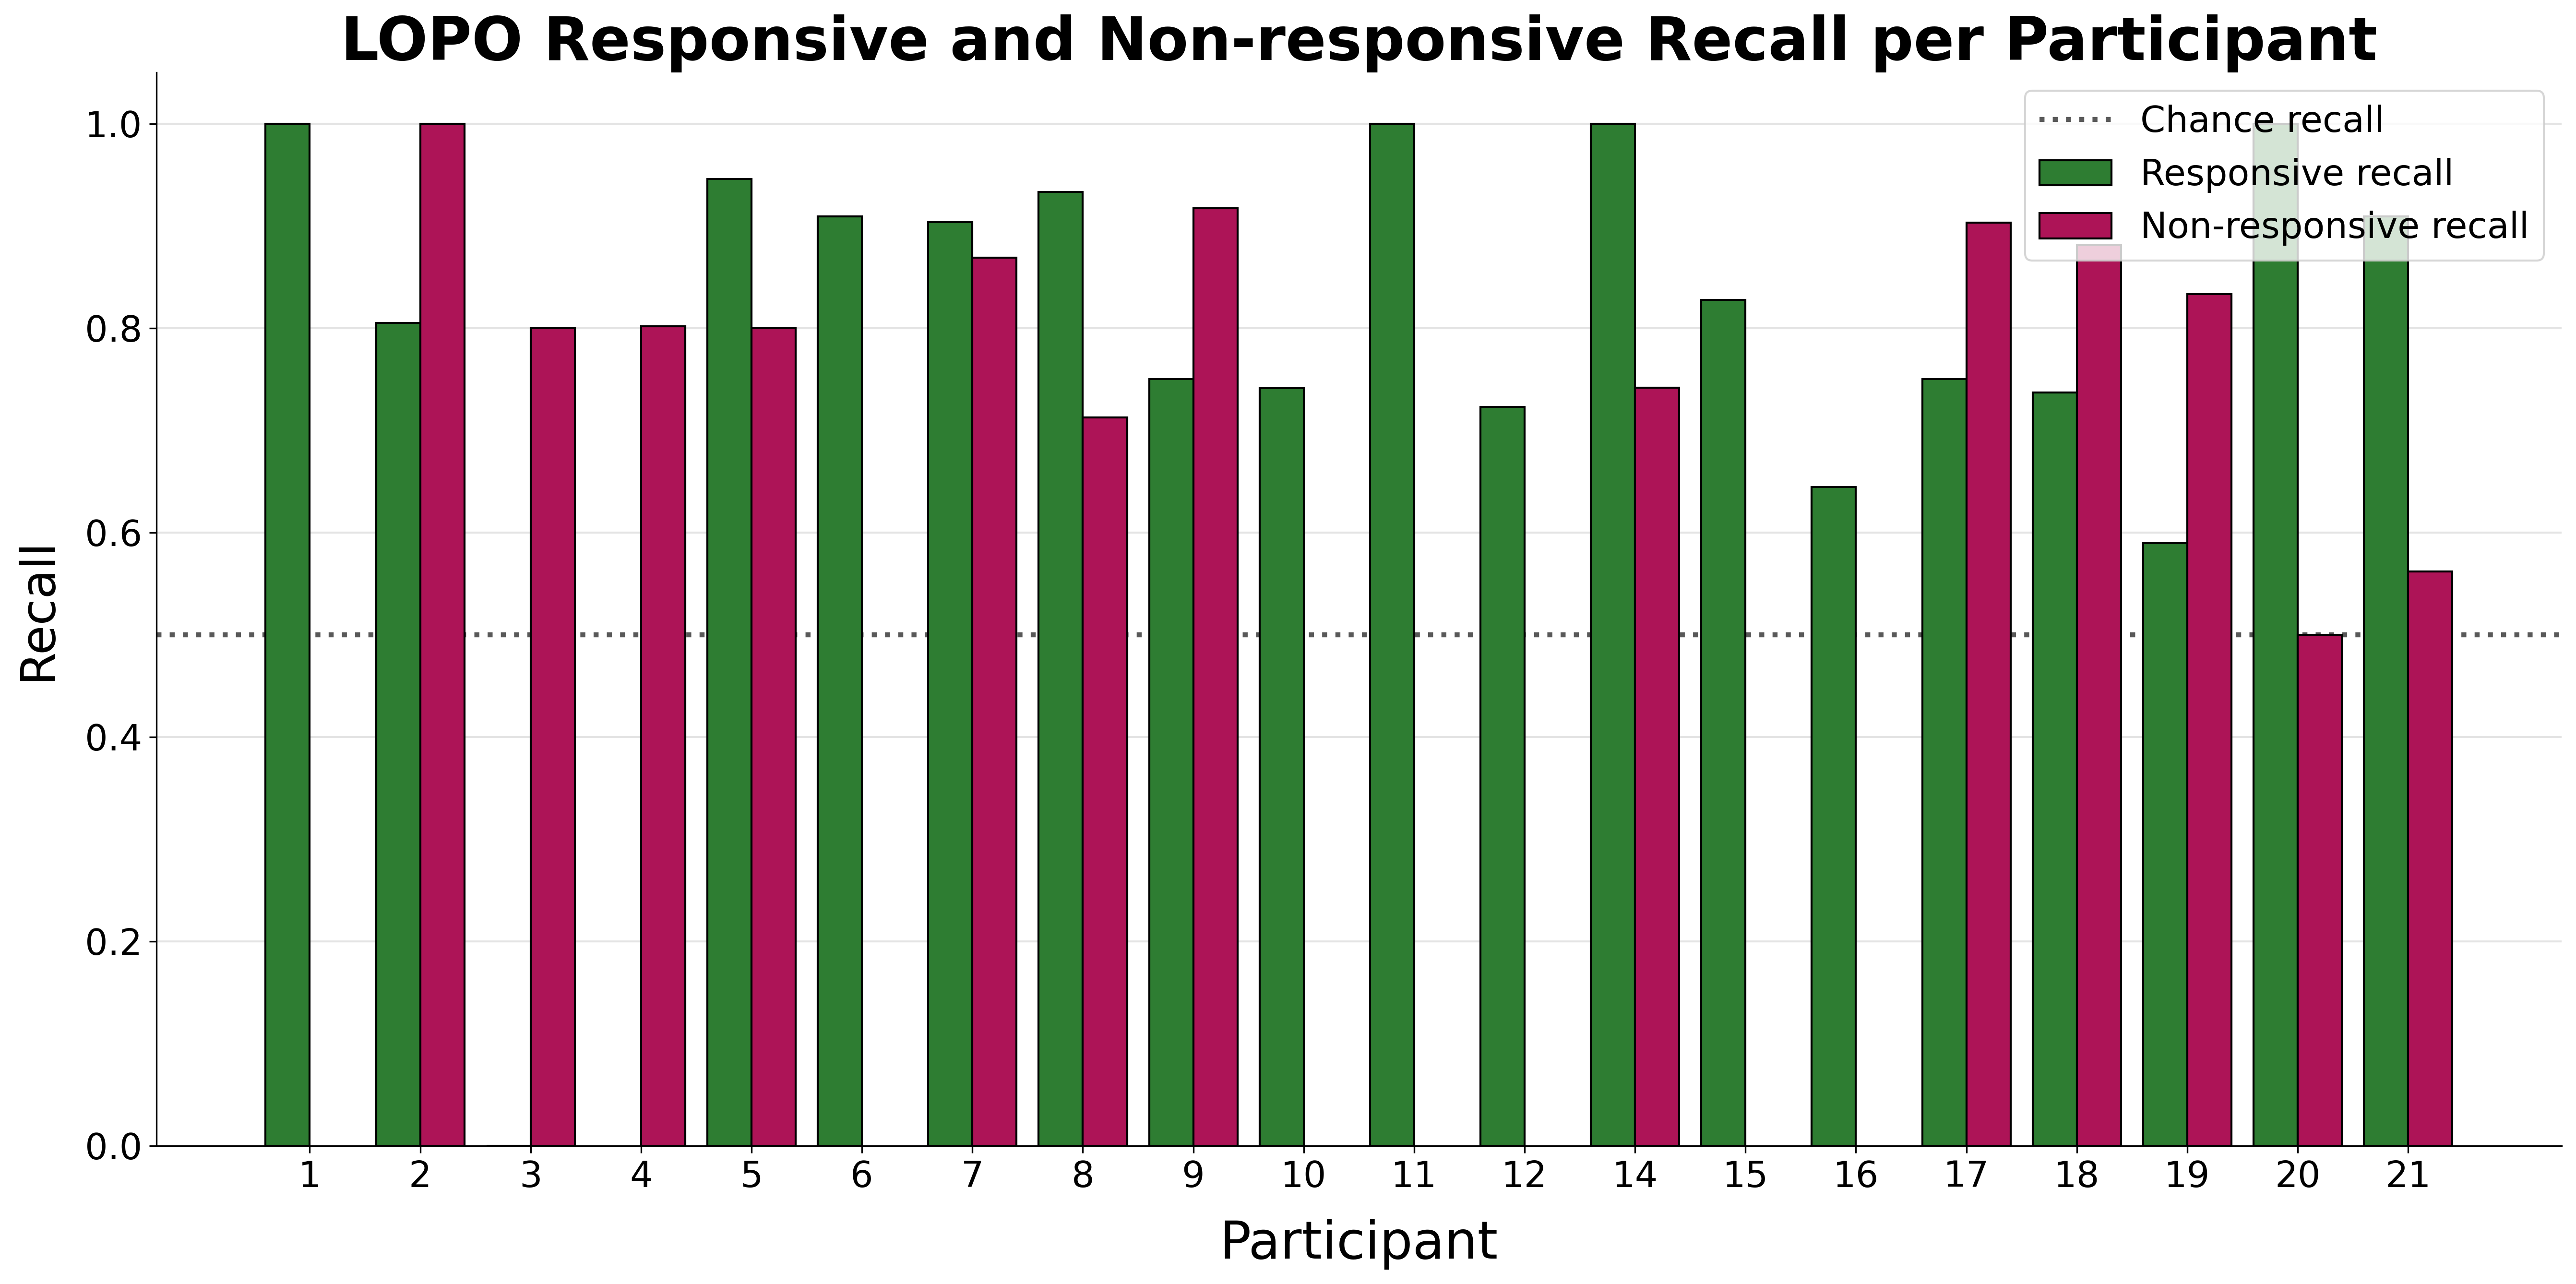 LOPO Responsive and Non-responsive Recall per Participant
Chance recall
Responsive recall
Non-responsive recall
1.0
0.8
0.6
0.4
0.2
0.0
Recall
1 2 3 4 5 6 7 8 9 10 11 12 14 15 16 17 18 19 20 21
Participant